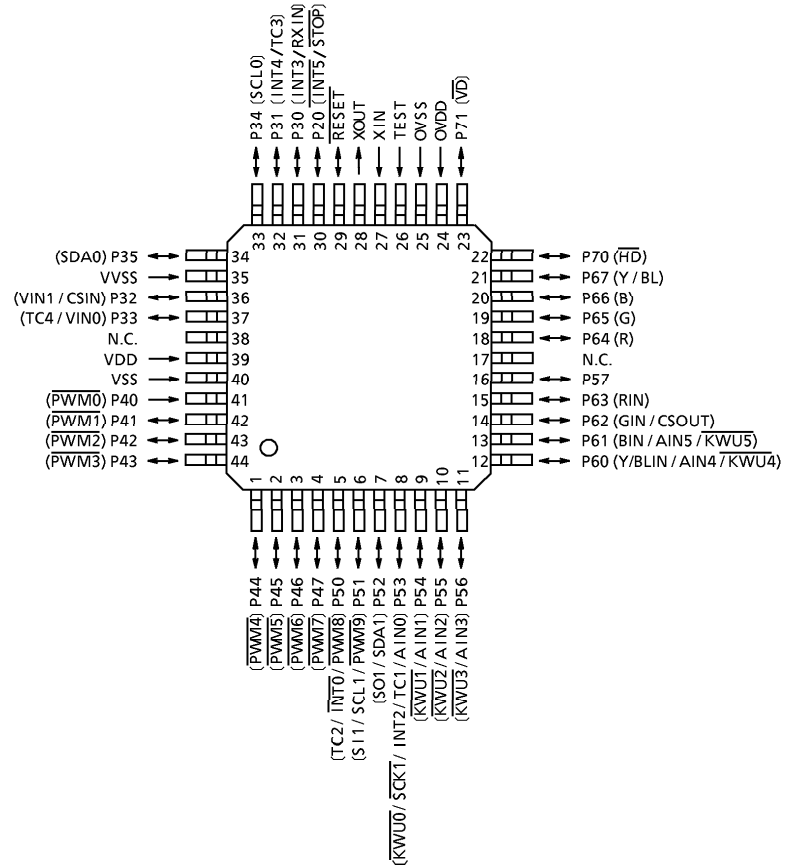 P34 (SCL0)
P31 (INT4/TC3)
P30 (INT3/RXIN)
P20 (INT5/STOP)
RESET
XOUT
XIN
TEST
OVSS
OVDD
P71 (VD)
33 32 31 30 29 28 27 26 25 24 23
(SDA0) P35 34
VVSS 35
(VIN1 / CSIN) P32 36
(TC4 / VIN0) P33 37
N.C. 38
VDD 39
VSS 40
(PWM0) P40 41
(PWM1) P41 42
(PWM2) P42 43
(PWM3) P43 44
22 P70 (HD)
21 P67 (Y / BL)
20 P66 (B)
19 P65 (G)
18 P64 (R)
17 N.C.
16 P57
15 P63 (RIN)
14 P62 (GIN / CSOUT)
13 P61 (BIN / AIN5 / KWU5)
12 P60 (Y/BLIN / AIN4 / KWU4)
1 2 3 4 5 6 7 8 9 10 11
(PWM4) P44
(PWM5) P45
(PWM6) P46
(PWM7) P47
(TC2/ INT0/ PWM8) P50
(SI1/ SCL1/ PWM9) P51
(SO1/ SDA1) P52
(KWU0/ SCK1/ INT2/ TC1/ AIN0) P53
(KWU1/ AIN1) P54
(KWU2/ AIN2) P55
(KWU3/ AIN3) P56